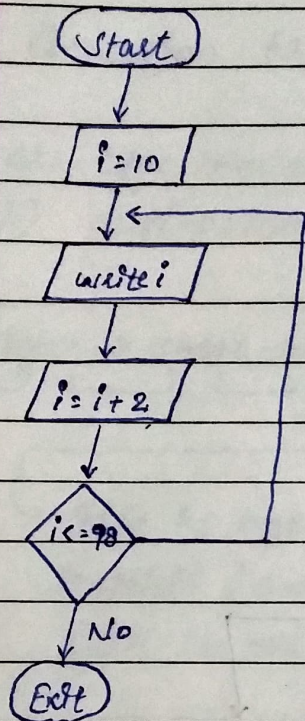 Start
i = 10
write i
i = i + 2
i <= 98
No
Exit